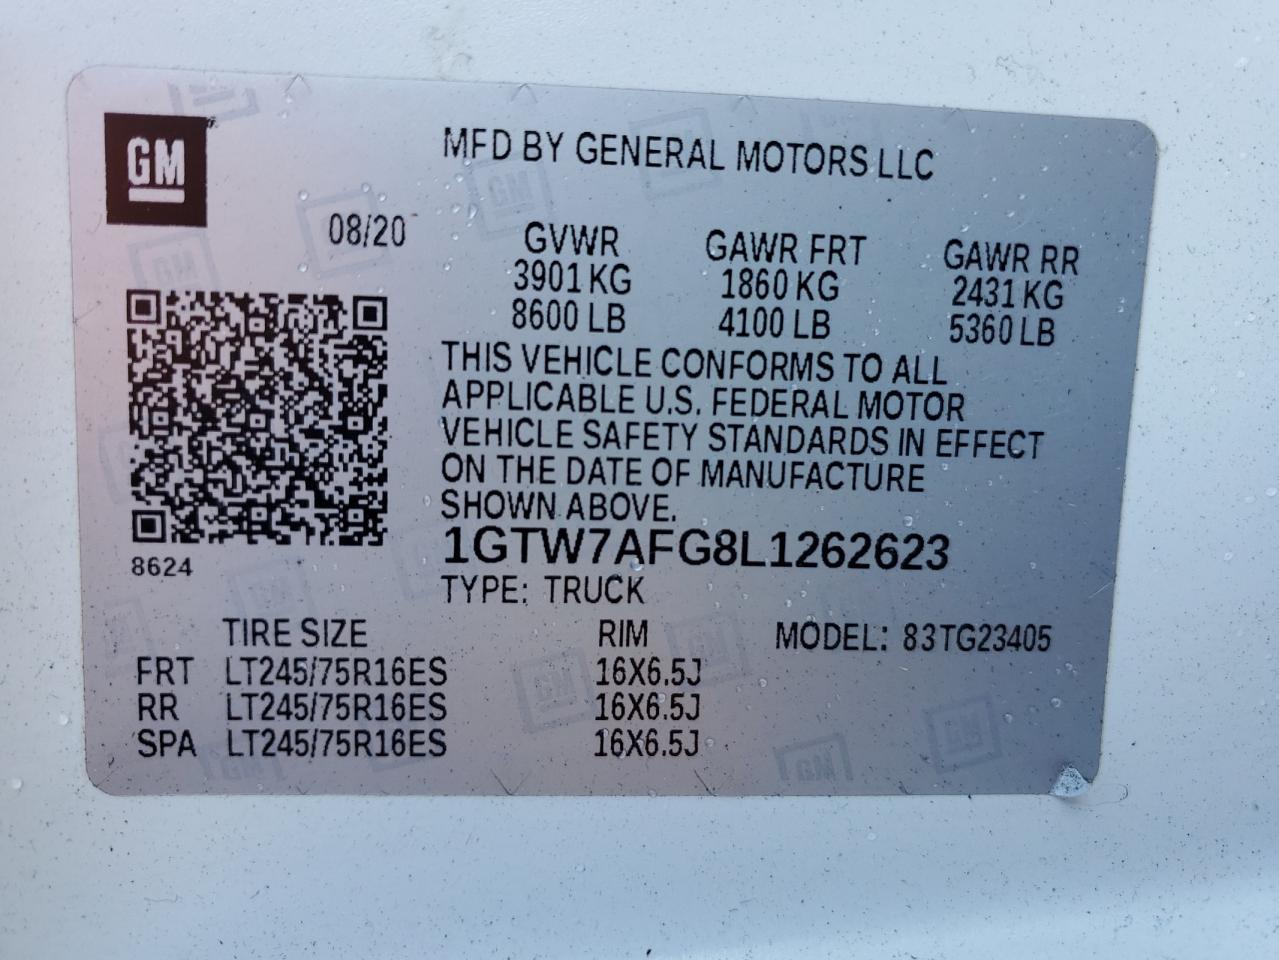 GM
MFD BY GENERAL MOTORS LLC
08/20
GVWR GAWR FRT GAWR RR
3901 KG 1860 KG 2431 KG
8600 LB 4100 LB 5360 LB
THIS VEHICLE CONFORMS TO ALL
APPLICABLE U.S. FEDERAL MOTOR
VEHICLE SAFETY STANDARDS IN EFFECT
ON THE DATE OF MANUFACTURE
SHOWN ABOVE.
1GTW7AFG8L1262623
8624
TYPE: TRUCK
TIRE SIZE RIM MODEL: 83TG23405
FRT LT245/75R16ES 16X6.5J
RR LT245/75R16ES 16X6.5J
SPA LT245/75R16ES 16X6.5J